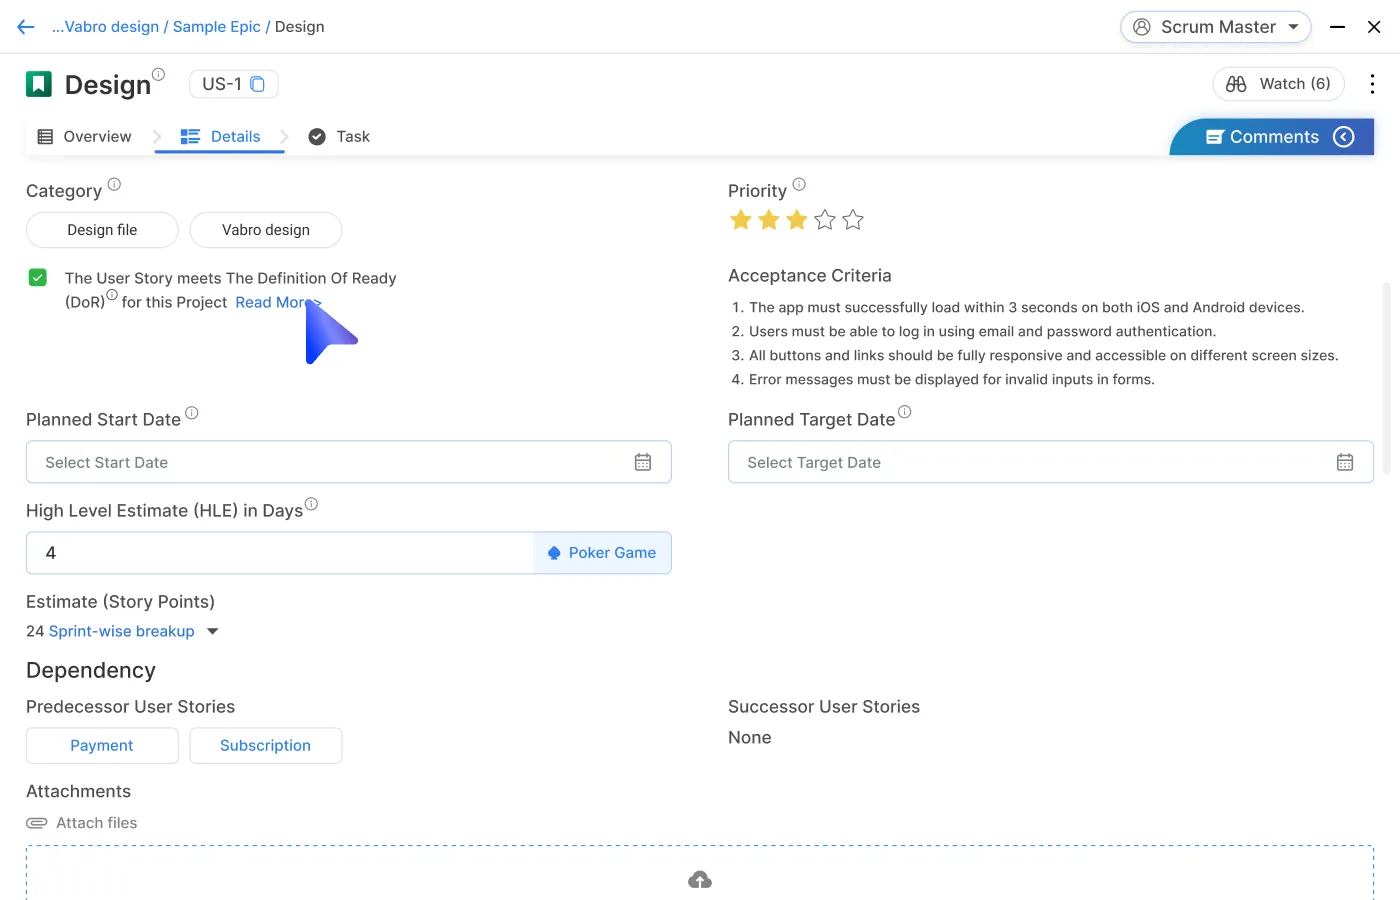 ...Vabro design / Sample Epic / Design
Scrum Master
Design
US-1
Watch (6)
Overview
Details
Task
Comments
Category
Design file
Vabro design
The User Story meets The Definition Of Ready
(DoR) for this Project Read More >
Priority
Acceptance Criteria
1. The app must successfully load within 3 seconds on both iOS and Android devices.
2. Users must be able to log in using email and password authentication.
3. All buttons and links should be fully responsive and accessible on different screen sizes.
4. Error messages must be displayed for invalid inputs in forms.
Planned Start Date
Select Start Date
Planned Target Date
Select Target Date
High Level Estimate (HLE) in Days
4
Poker Game
Estimate (Story Points)
24 Sprint-wise breakup
Dependency
Predecessor User Stories
Payment
Subscription
Successor User Stories
None
Attachments
Attach files